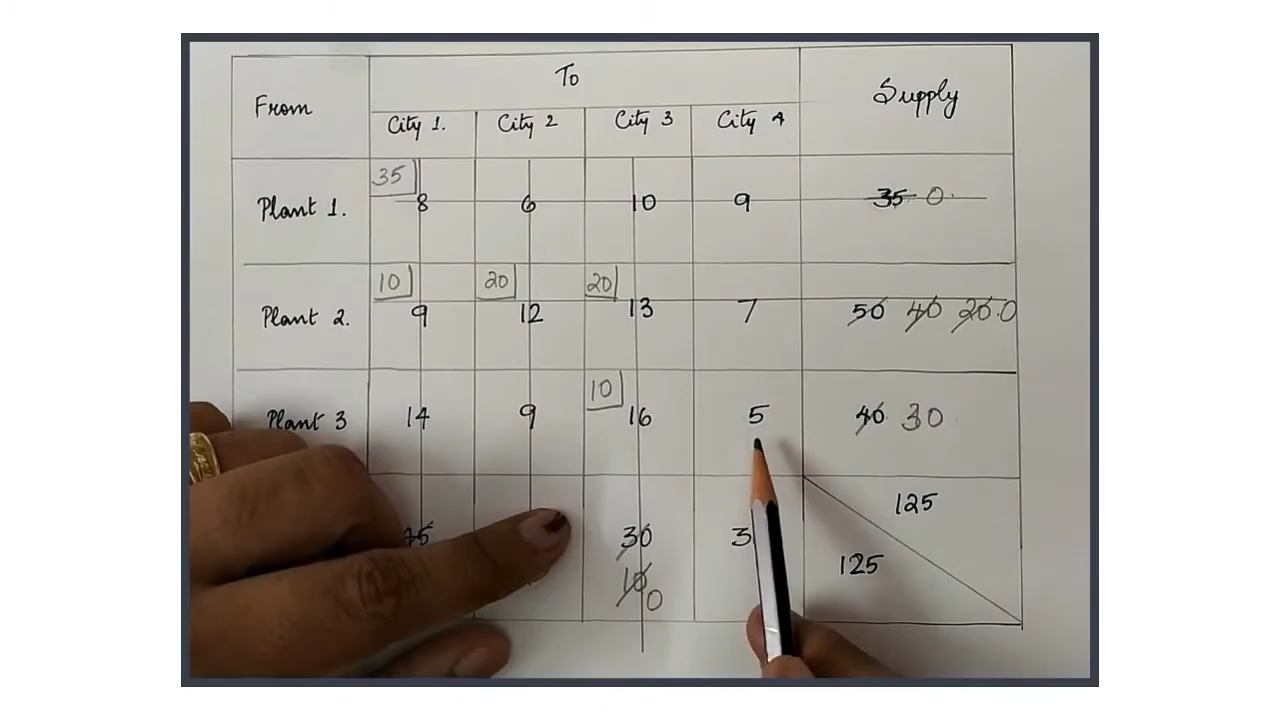 From
To
Supply
City 1. City 2 City 3 City 4
Plant 1. 35 8 6 10 9 35 0
Plant 2. 10 9 20 12 20 13 7 50 40 20 0
Plant 3 14 9 10 16 5 40 30
30 3 125
10 0 125